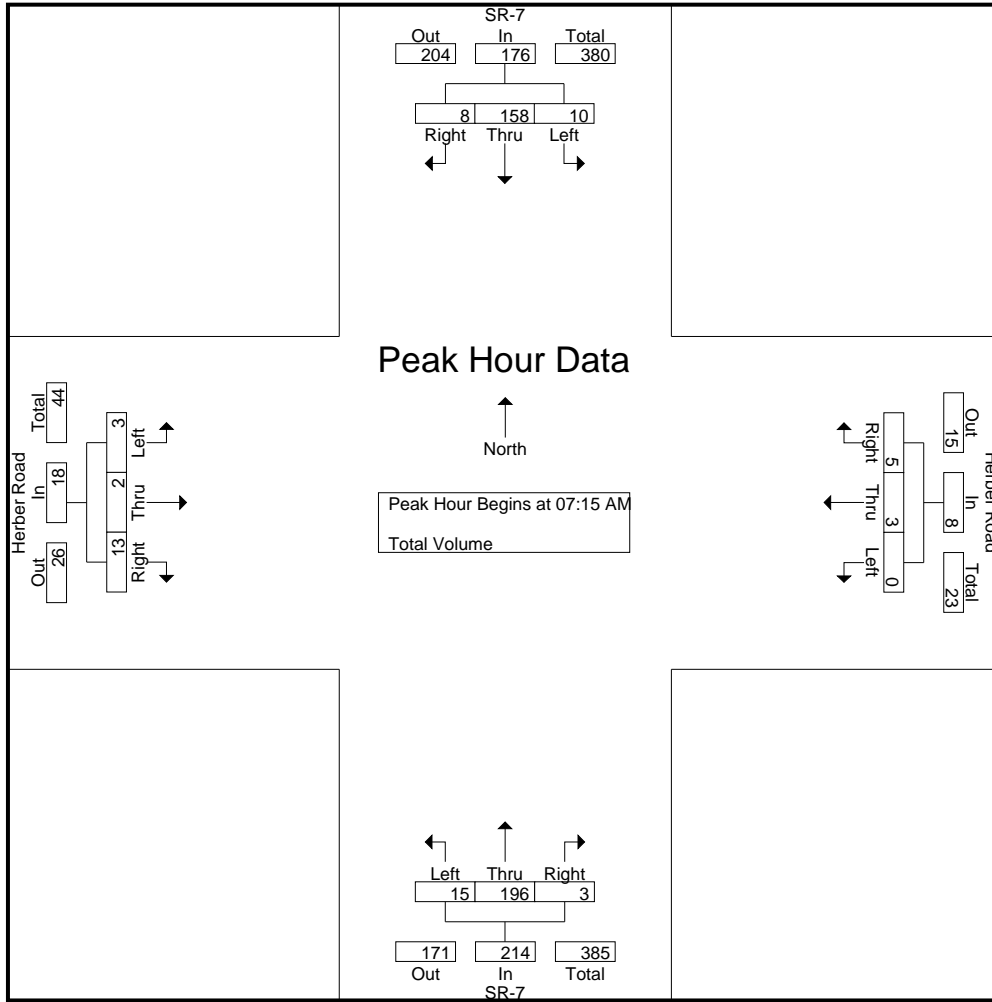 SR-7
Out In Total
204 176 380
8 158 10
Right Thru Left
Peak Hour Data
North
Peak Hour Begins at 07:15 AM
Total Volume
Herber Road
Total In Out
44 18 26
3 2 13
Left Thru Right
Right Thru Left
5 3 0
Out In Total
15 8 23
Herber Road
Left Thru Right
15 196 3
171 214 385
Out In Total
SR-7